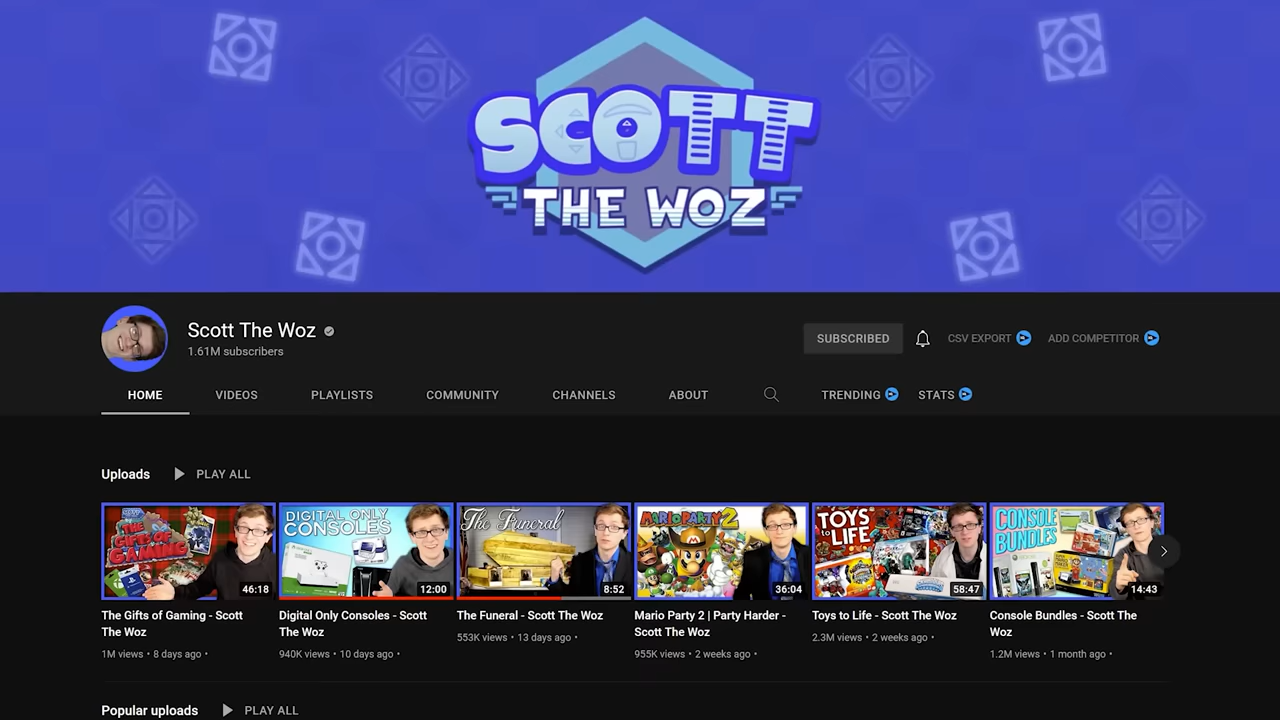 SCOTT
THE WOZ
Scott The Woz
1.61M subscribers
SUBSCRIBED
CSV EXPORT
ADD COMPETITOR
HOME
VIDEOS
PLAYLISTS
COMMUNITY
CHANNELS
ABOUT
TRENDING
STATS
Uploads
PLAY ALL
THE GIFTS OF GAMING
46:18
The Gifts of Gaming - Scott
The Woz
1M views • 8 days ago •
DIGITAL ONLY
CONSOLES
12:00
Digital Only Consoles - Scott
The Woz
940K views • 10 days ago •
The Funeral
8:52
The Funeral - Scott The Woz
553K views • 13 days ago •
MARIO PARTY 2
36:04
Mario Party 2 | Party Harder -
Scott The Woz
955K views • 2 weeks ago •
TOYS
to LIFE
58:47
Toys to Life - Scott The Woz
2.3M views • 2 weeks ago •
CONSOLE
BUNDLES
14:43
Console Bundles - Scott The
Woz
1.2M views • 1 month ago •
Popular uploads
PLAY ALL